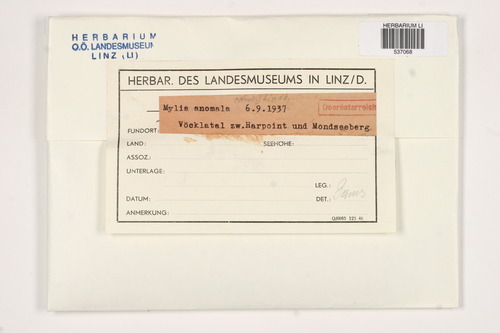 HERBARIUM
O.Ö. LANDESMUSEUM
LINZ (LI)
HERBARIUM LI
537068
HERBAR. DES LANDESMUSEUMS IN LINZ/D.
Mylia anomala 6.9.1937
Oberösterreich
Vöcklatal zw.Harpoint und Mondseeberg.
FUNDORT:
LAND: SEEHÖHE:
ASSOZ.:
UNTERLAGE:
LEG.:
DATUM: DET.:
ANMERKUNG: